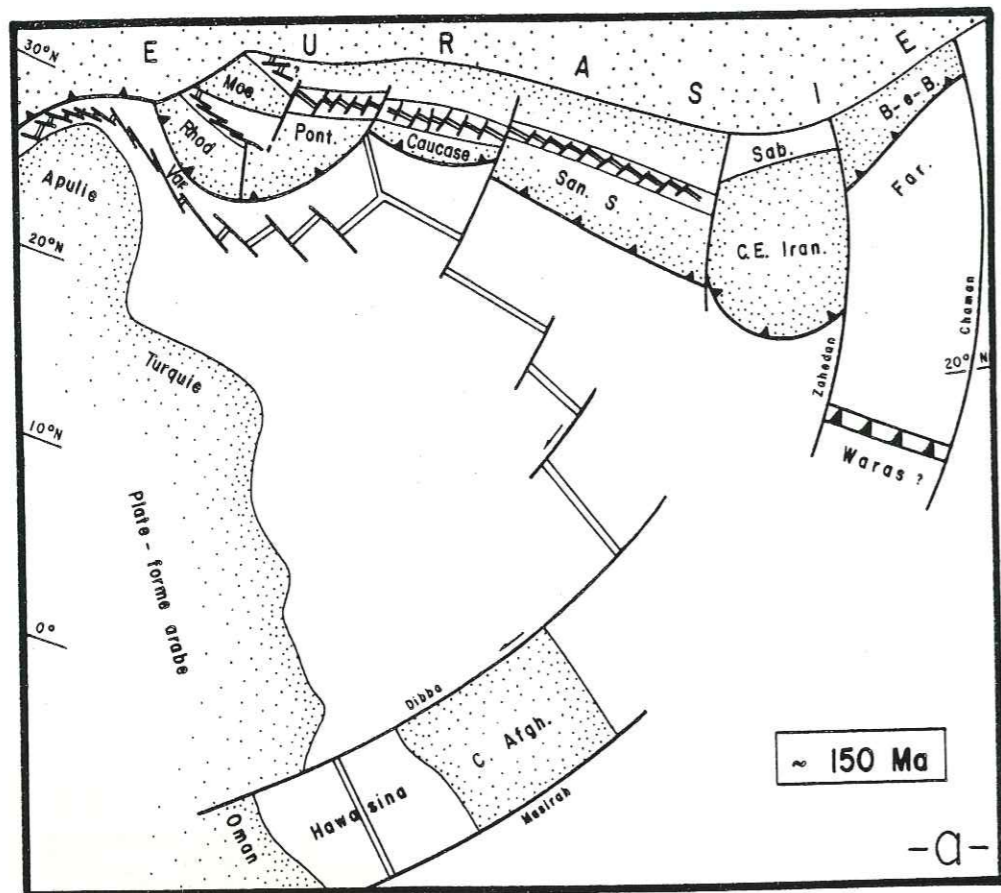 E U R A S I E
30°N
Moe.
?
B-e-B.
Rhod
Pont.
Caucase
Sab.
Apulie
Var.
San. S.
Far.
20°N
C.E. Iran.
Chaman
Turquie
Zahedan
20° N
10°N
Waras ?
Plate-forme arabe
0°
Dibba
C. Afgh.
~ 150 Ma
Hawasina
Masirah
Oman
-a-